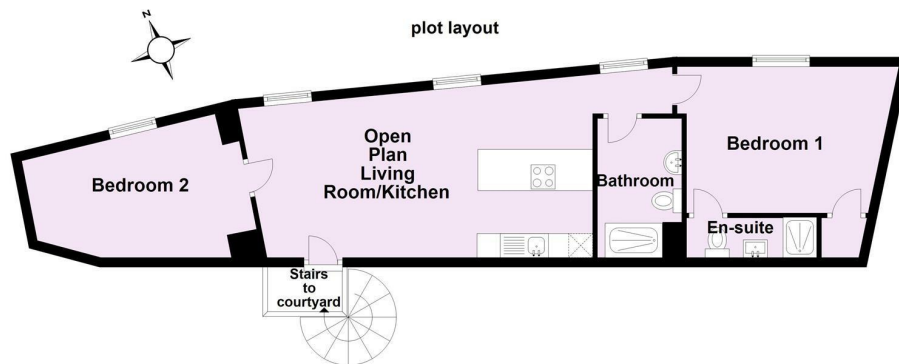 N
plot layout
Open
Plan
Living
Room/Kitchen
Bedroom 1
Bedroom 2
Bathroom
En-suite
Stairs
to
courtyard